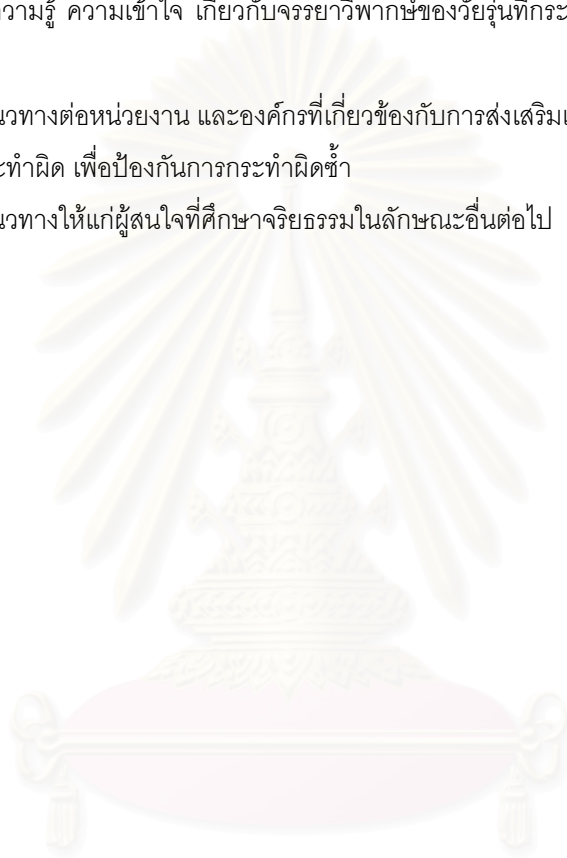 ความรู้ ความเข้าใจ เกี่ยวกับจรรยาวิพากษ์ของวัยรุ่นที่กระ
แนวทางต่อหน่วยงาน และองค์กรที่เกี่ยวข้องกับการส่งเสริม
ะทำผิด เพื่อป้องกันการกระทำผิดซ้ำ
นวทางให้แก่ผู้สนใจที่ศึกษาจริยธรรมในลักษณะอื่นต่อไป